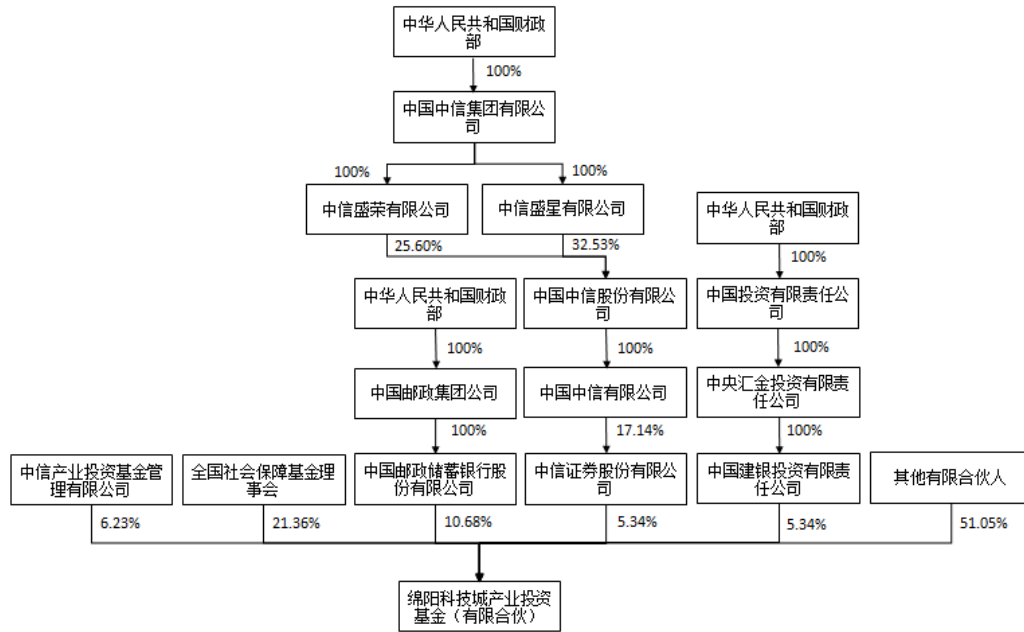 中华人民共和国财政
部
100%
中国中信集团有限公
司
100%
100%
中信盛荣有限公司
中信盛星有限公司
中华人民共和国财政
部
25.60%
32.53%
100%
中华人民共和国财政
部
中国中信股份有限公
司
中国投资有限责任公
司
100%
100%
100%
中国邮政集团公司
中国中信有限公司
中央汇金投资有限责
任公司
100%
17.14%
100%
中信产业投资基金管
理有限公司
全国社会保障基金理
事会
中国邮政储蓄银行股
份有限公司
中信证券股份有限公
司
中国建银投资有限责
任公司
其他有限合伙人
6.23%
21.36%
10.68%
5.34%
5.34%
51.05%
绵阳科技城产业投资
基金（有限合伙）